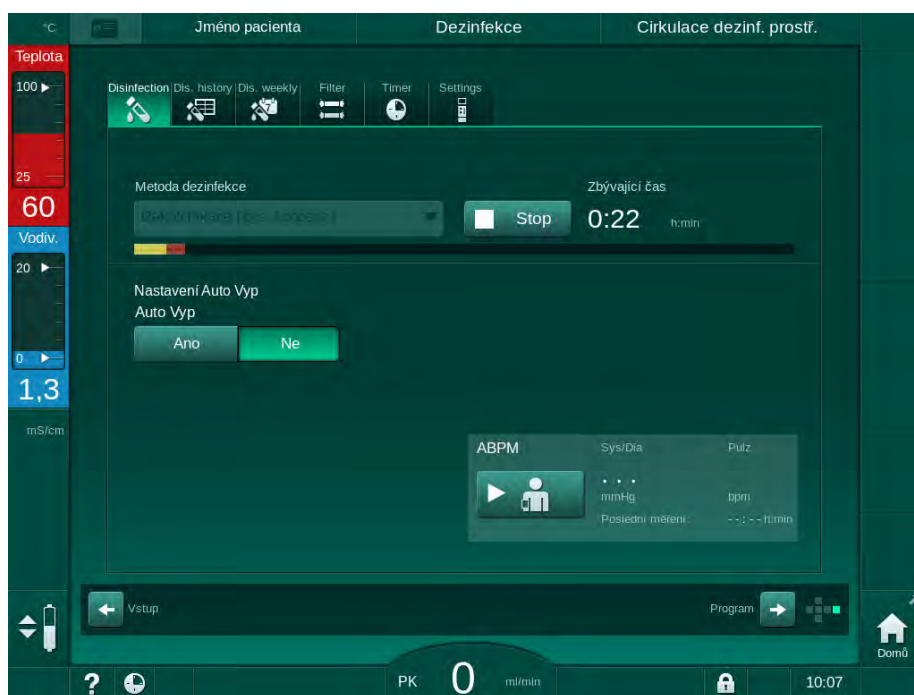 °C
Jméno pacienta
Dezinfekce
Cirkulace dezinf. prostř.
Teplota
100
25
60
Vodiv.
20
0
1,3
mS/cm
Disinfection
Dis. history
Dis. weekly
7
Filter
Timer
Settings
Metoda dezinfekce
Stop
Zbývající čas
0:22 h:min
Nastavení Auto Vyp
Auto Vyp
Ano
Ne
ABPM
Sys/Dia
Pulz
. . .
mmHg
bpm
Poslední měření:
--:-- h:min
Vstup
Program
Domů
?
PK 0 ml/min
10:07